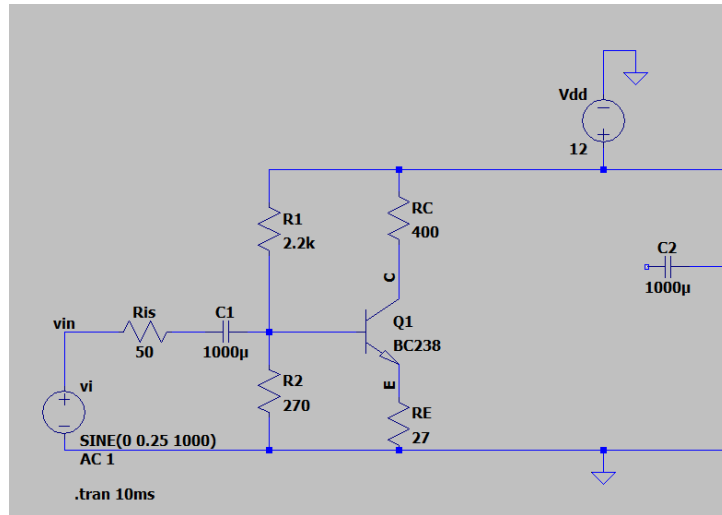 Vdd
12
R1
2.2k
RC
400
C2
1000µ
C
vin
Ris
50
C1
1000µ
Q1
BC238
R2
270
E
RE
27
vi
SINE(0 0.25 1000)
AC 1
.tran 10ms